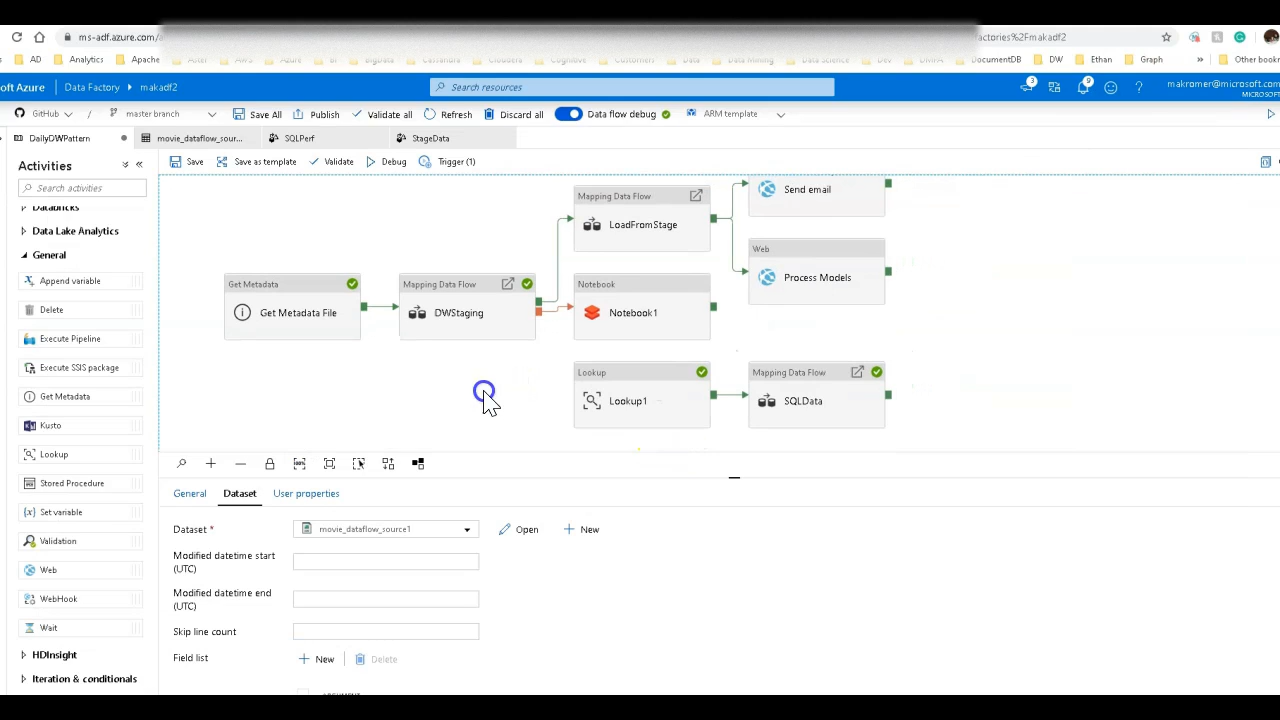 ms-adf.azure.com/a
factories%2Fmakadf2
AD Analytics Apache Azure BI BigData Cassandra Cloudera Cognitive Customers Data Data Mining Data Science Dev DocumentDB DW Ethan Graph » Other bookm
soft Azure Data Factory makadf2 Search resources 3 9 makromer@microsoft.com
MICROSOFT
GitHub / master branch Save All Publish Validate all Refresh Discard all Data flow debug ARM template
DailyDWPattern movie_dataflow_sour... SQLPerf StageData
Activities
Save Save as template Validate Debug Trigger (1)
Search activities
Databricks
Data Lake Analytics
General
Append variable
Delete
Execute Pipeline
Execute SSIS package
Get Metadata
Kusto
Lookup
Stored Procedure
Set variable
Validation
Web
WebHook
Wait
HDInsight
Iteration & conditionals
Get Metadata
Get Metadata File
Mapping Data Flow
DWStaging
Mapping Data Flow
LoadFromStage
Send email
Web
Process Models
Notebook
Notebook1
Lookup
Lookup1
Mapping Data Flow
SQLData
100%
General Dataset User properties
Dataset * movie_dataflow_source1 Open New
Modified datetime start
(UTC)
Modified datetime end
(UTC)
Skip line count
Field list New Delete
ARGUMENT